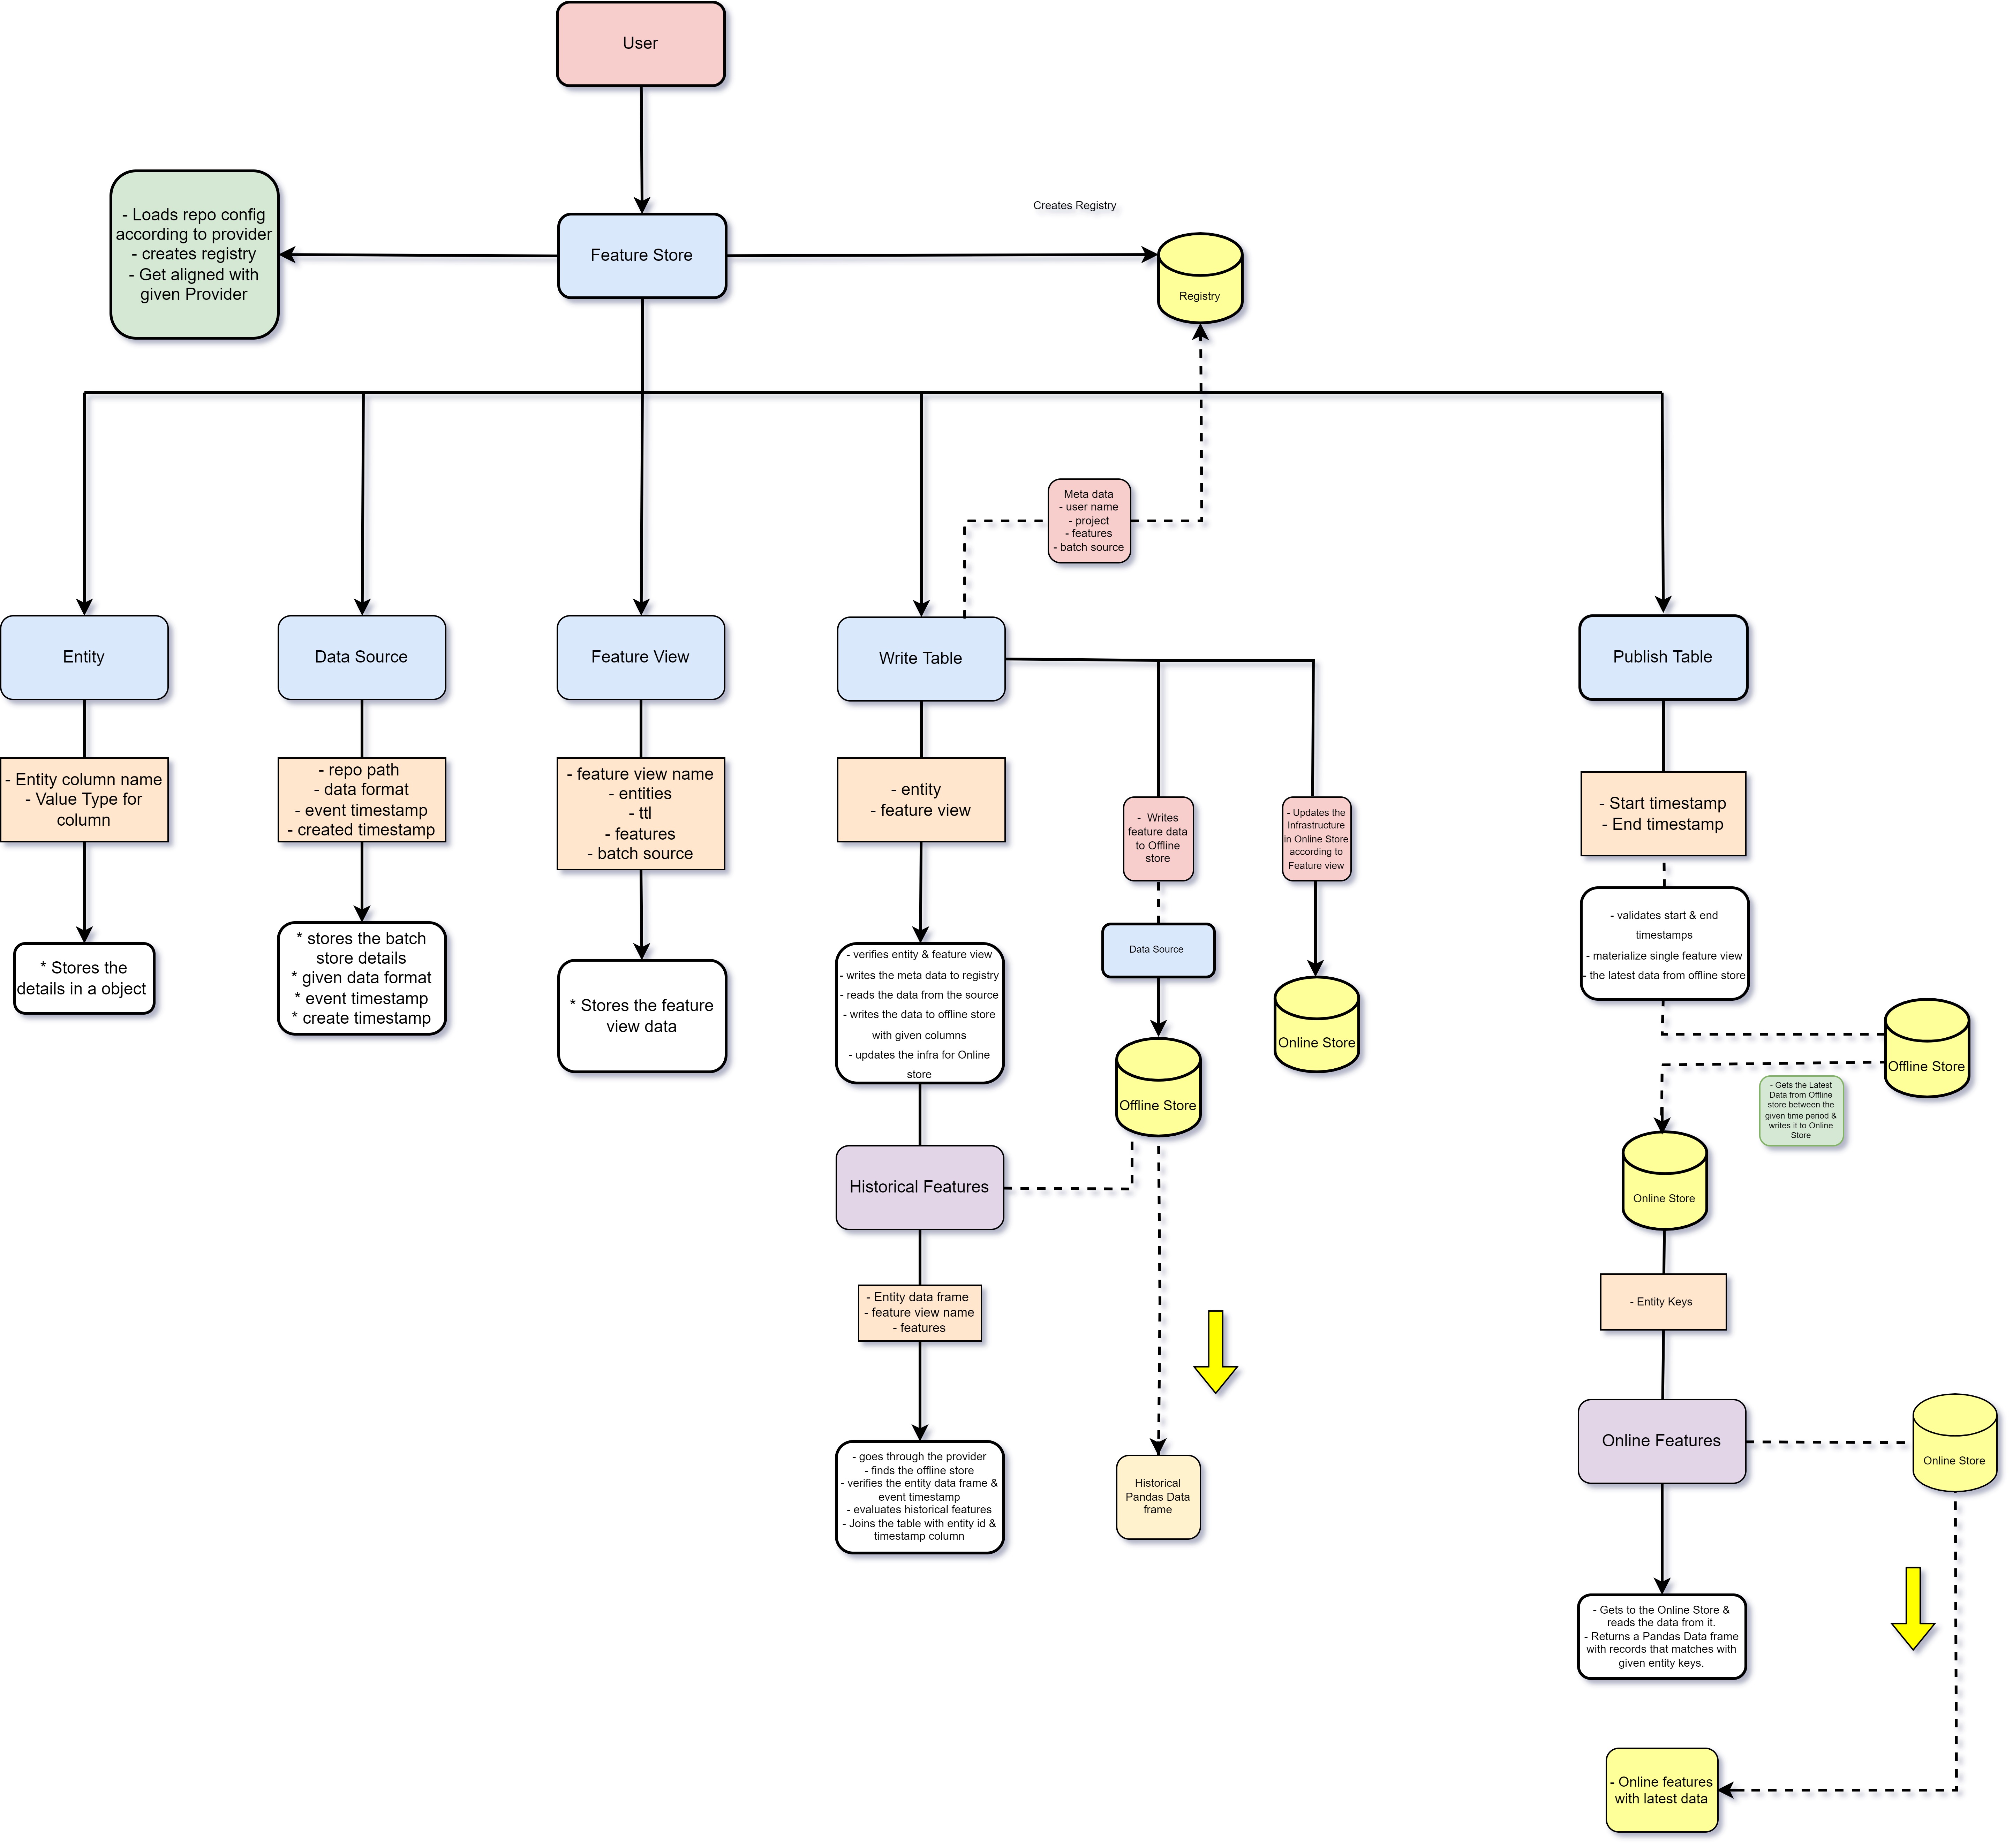 User
Creates Registry
- Loads repo config
according to provider
- creates registry
- Get aligned with
given Provider
Feature Store
Registry
Meta data
- user name
- project
- features
- batch source
Entity
Data Source
Feature View
Write Table
Publish Table
- Entity column name
- Value Type for
column
- repo path
- data format
- event timestamp
- created timestamp
- feature view name
- entities
- ttl
- features
- batch source
- entity
- feature view
- Writes
feature data
to Offline
store
- Updates the
Infrastructure
in Online Store
according to
Feature view
- Start timestamp
- End timestamp
* Stores the
details in a object
* stores the batch
store details
* given data format
* event timestamp
* create timestamp
* Stores the feature
view data
- verifies entity & feature view
- writes the meta data to registry
- reads the data from the source
- writes the data to offline store
with given columns
- updates the infra for Online
store
Data Source
Offline Store
Online Store
- validates start & end
timestamps
- materialize single feature view
- the latest data from offline store
Offline Store
- Gets the Latest
Data from Offline
store between the
given time period &
writes it to Online
Store
Online Store
Historical Features
- Entity data frame
- feature view name
- features
- Entity Keys
Online Features
Online Store
- goes through the provider
- finds the offline store
- verifies the entity data frame &
event timestamp
- evaluates historical features
- Joins the table with entity id &
timestamp column
Historical
Pandas Data
frame
- Gets to the Online Store &
reads the data from it.
- Returns a Pandas Data frame
with records that matches with
given entity keys.
- Online features
with latest data